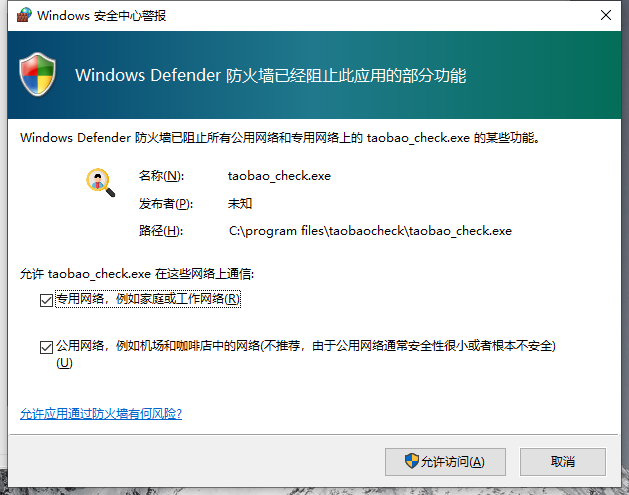 Windows 安全中心警报
Windows Defender 防火墙已经阻止此应用的部分功能
Windows Defender 防火墙已阻止所有公用网络和专用网络上的 taobao_check.exe 的某些功能。
名称(N): taobao_check.exe
发布者(P): 未知
路径(H): C:\program files\taobaocheck\taobao_check.exe
允许 taobao_check.exe 在这些网络上通信:
专用网络，例如家庭或工作网络(R)
公用网络，例如机场和咖啡店中的网络(不推荐，由于公用网络通常安全性很小或者根本不安全)
(U)
允许应用通过防火墙有何风险?
允许访问(A) 取消